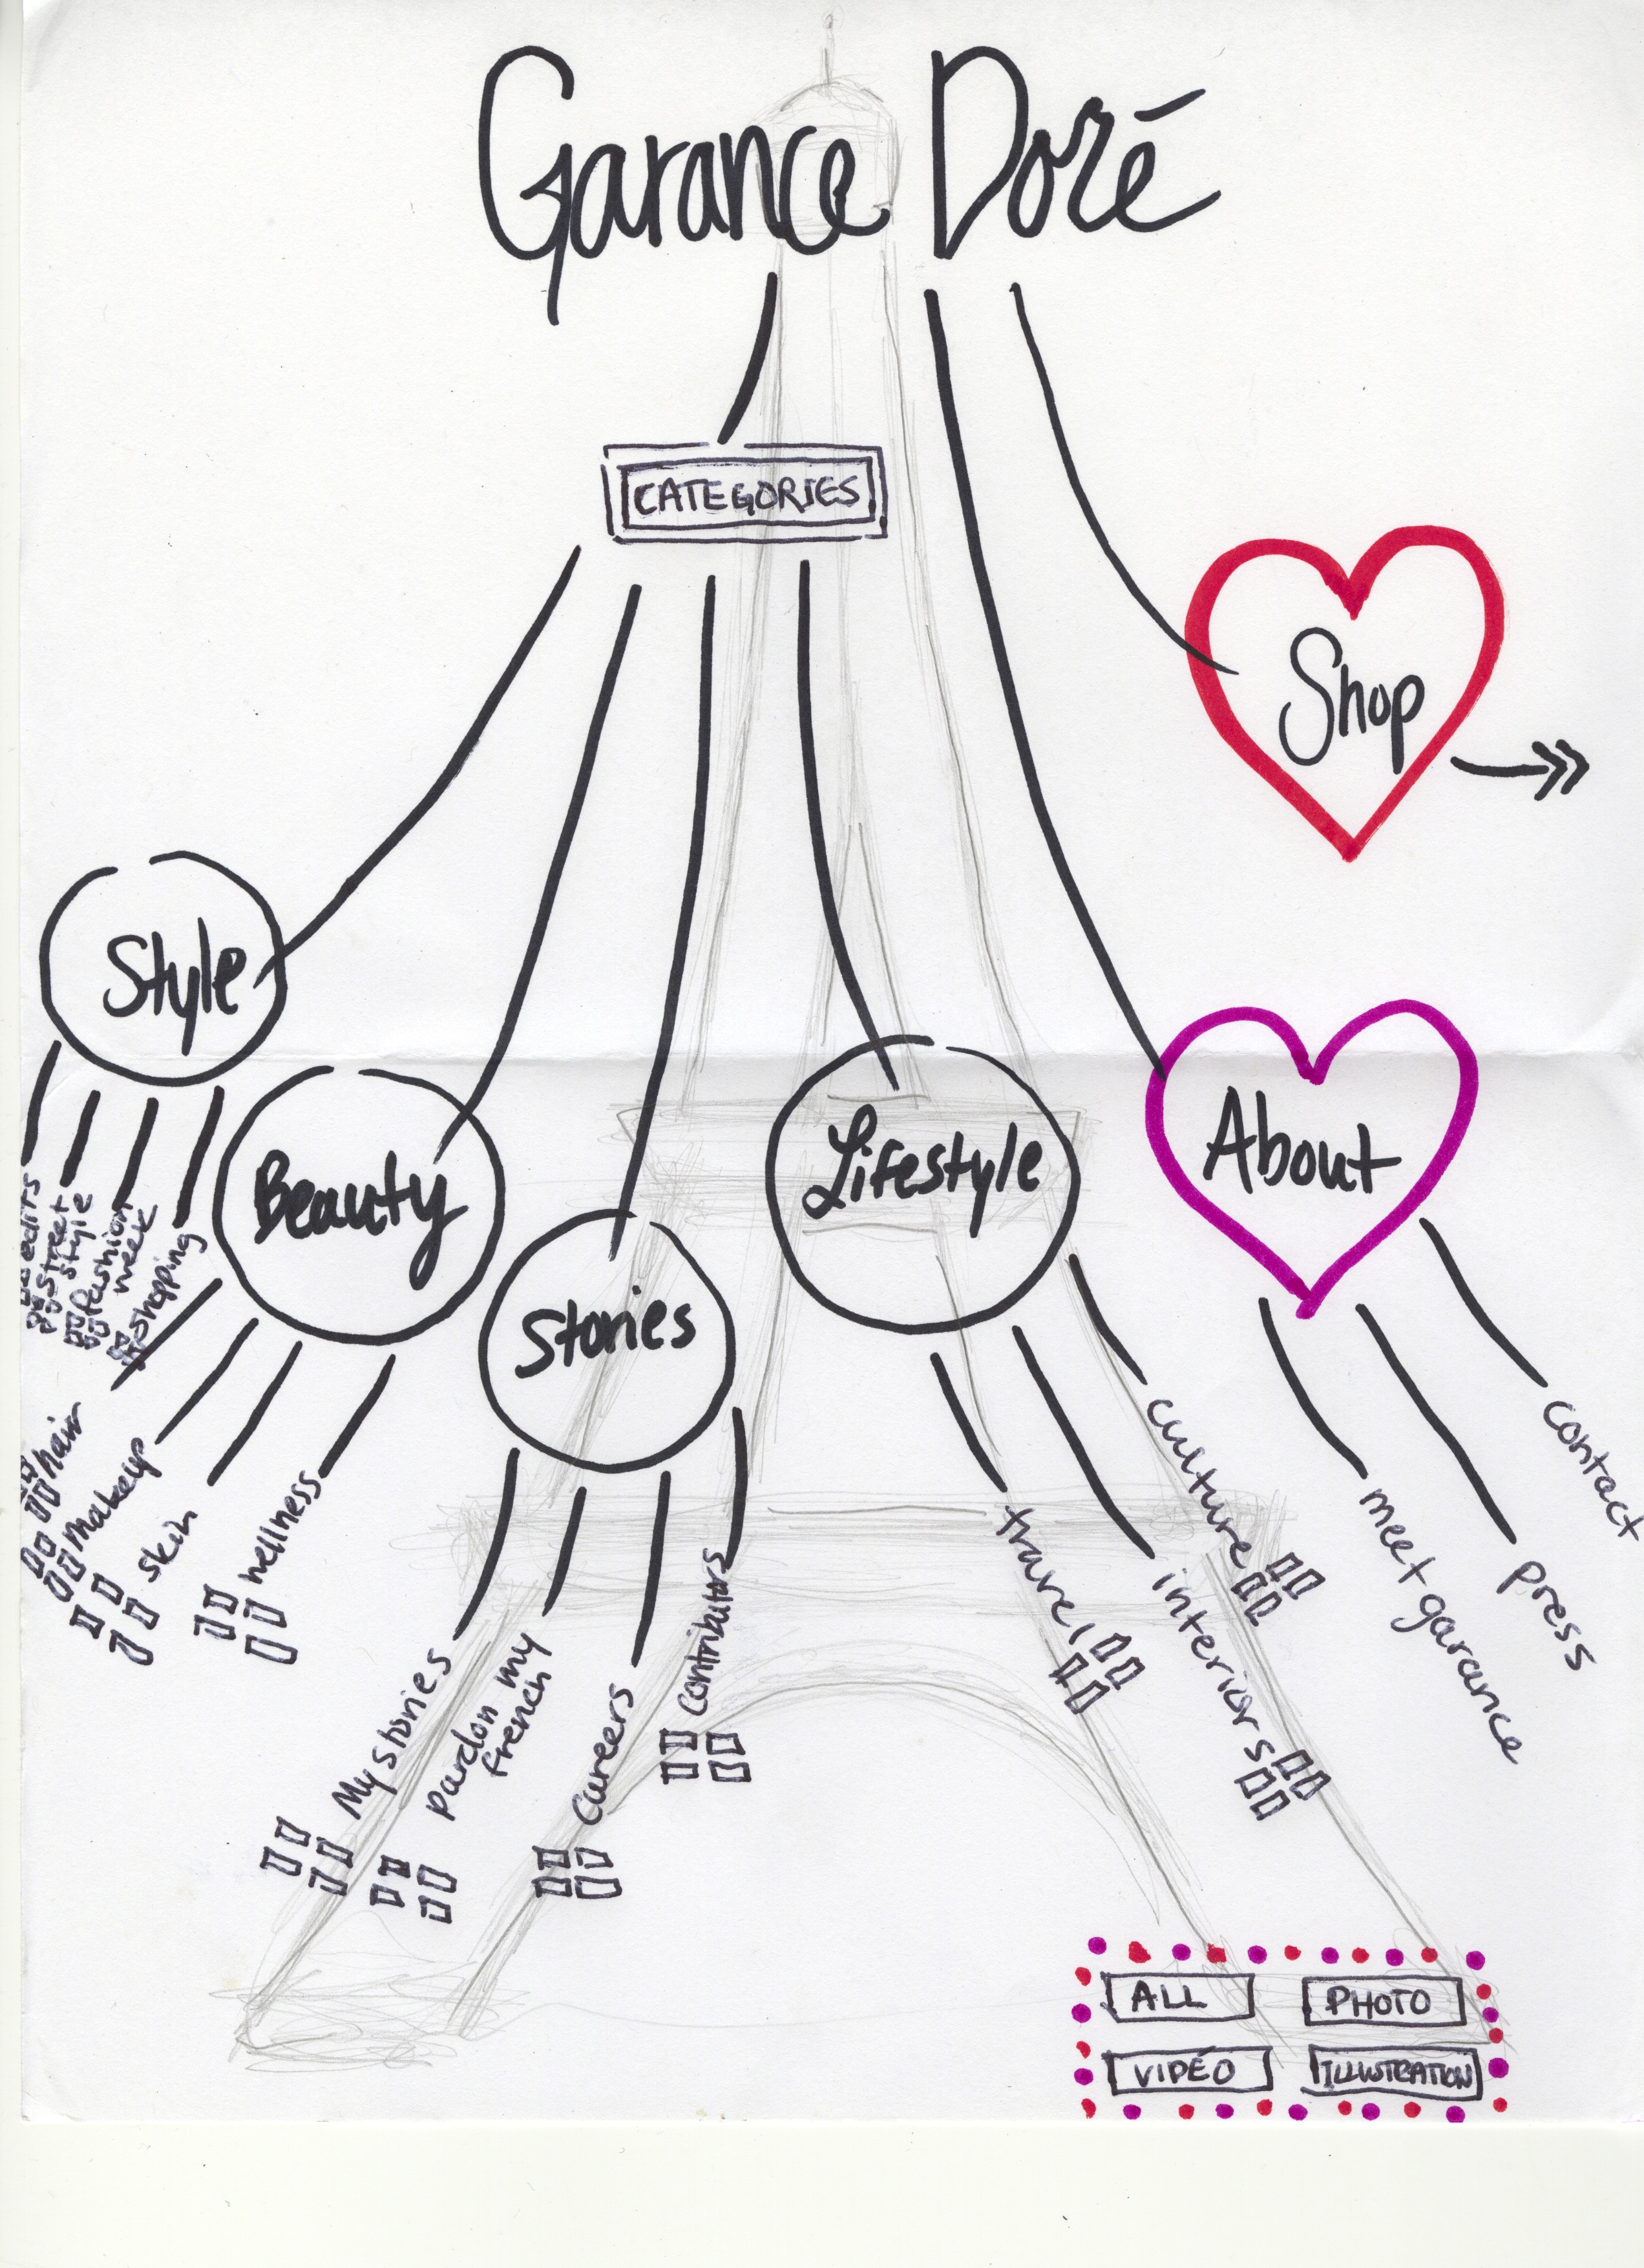 Garance Doré
CATEGORIES
Shop
Style
Beauty
Stories
Lifestyle
About
edits
street
style
fashion
week
shopping
hair
makeup
skin
wellness
My stories
pardon my
french
Careers
Contributors
travel
interiors
culture
meet garance
press
contact
ALL
PHOTO
VIDÉO
ILLUSTRATION